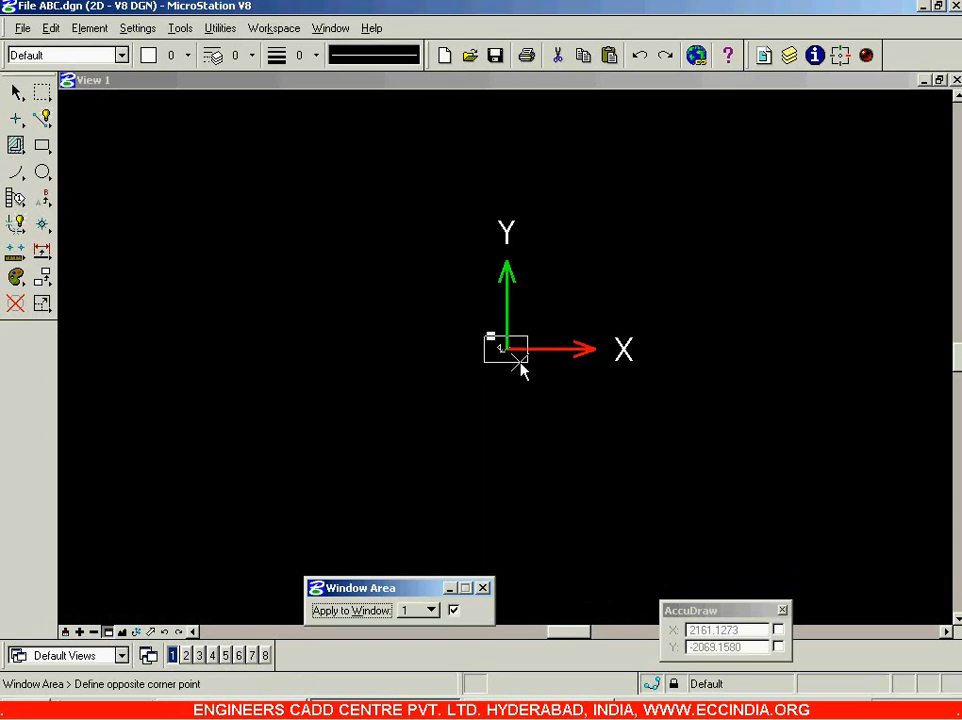 File ABC.dgn (2D - V8 DGN) - MicroStation V8
File Edit Element Settings Tools Utilities Workspace Window Help
Default 0 0 0
View 1
Y
X
Window Area
Apply to Window: 1
AccuDraw
X: 2161.1273
Y: -2069.1580
Default Views 1 2 3 4 5 6 7 8
Window Area > Define opposite corner point Default
ENGINEERS CADD CENTRE PVT. LTD. HYDERABAD, INDIA, WWW.ECCINDIA.ORG